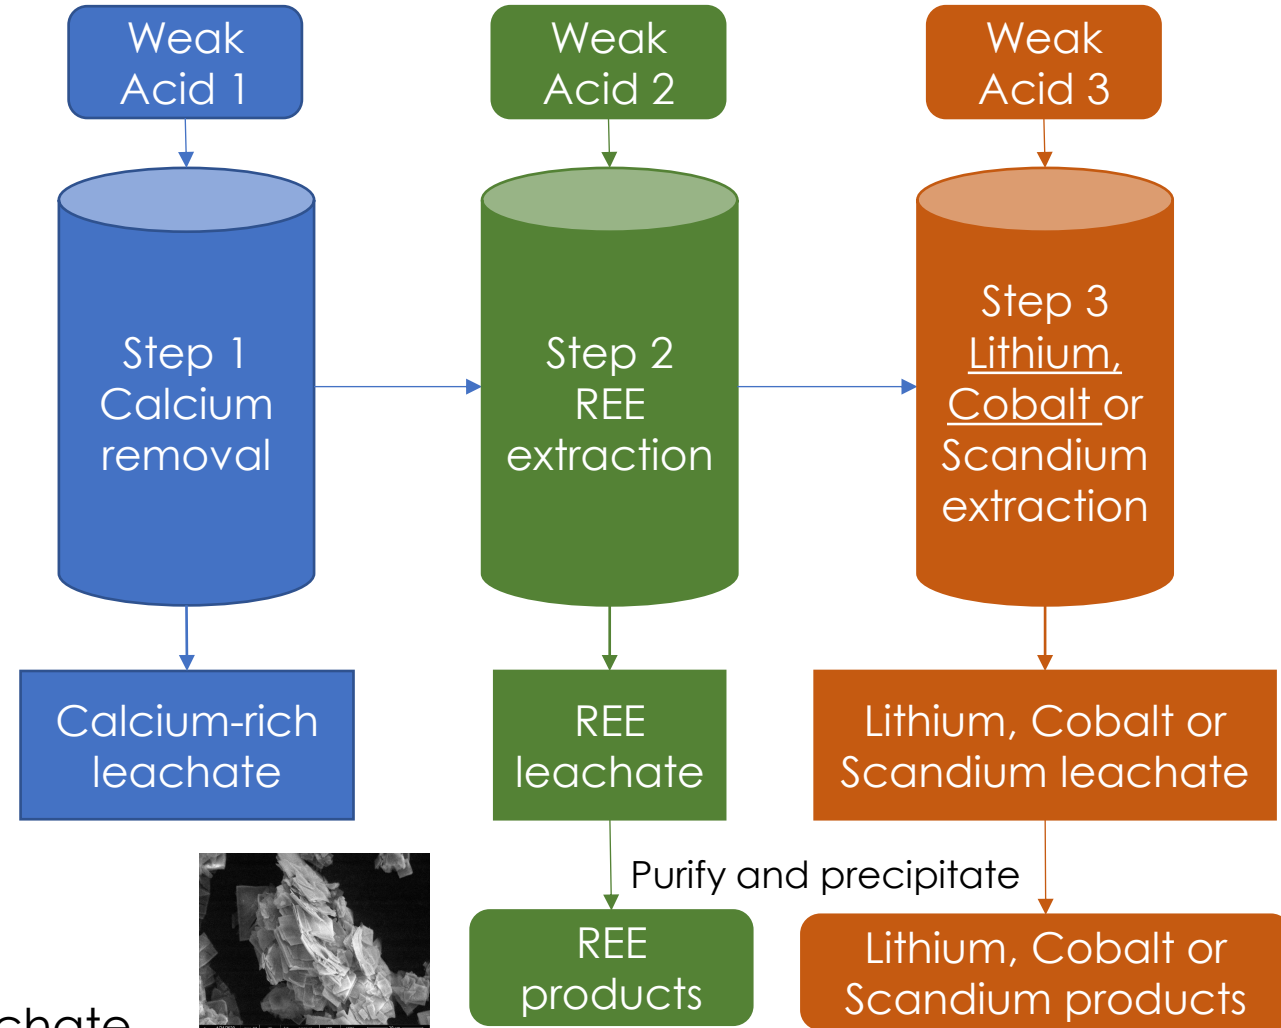 Weak
Acid 1
Weak
Acid 2
Weak
Acid 3
Step 1
Calcium
removal
Step 2
REE
extraction
Step 3
Lithium,
Cobalt or
Scandium
extraction
Calcium-rich
leachate
REE
leachate
Lithium, Cobalt or
Scandium leachate
Purify and precipitate
REE
products
Lithium, Cobalt or
Scandium products